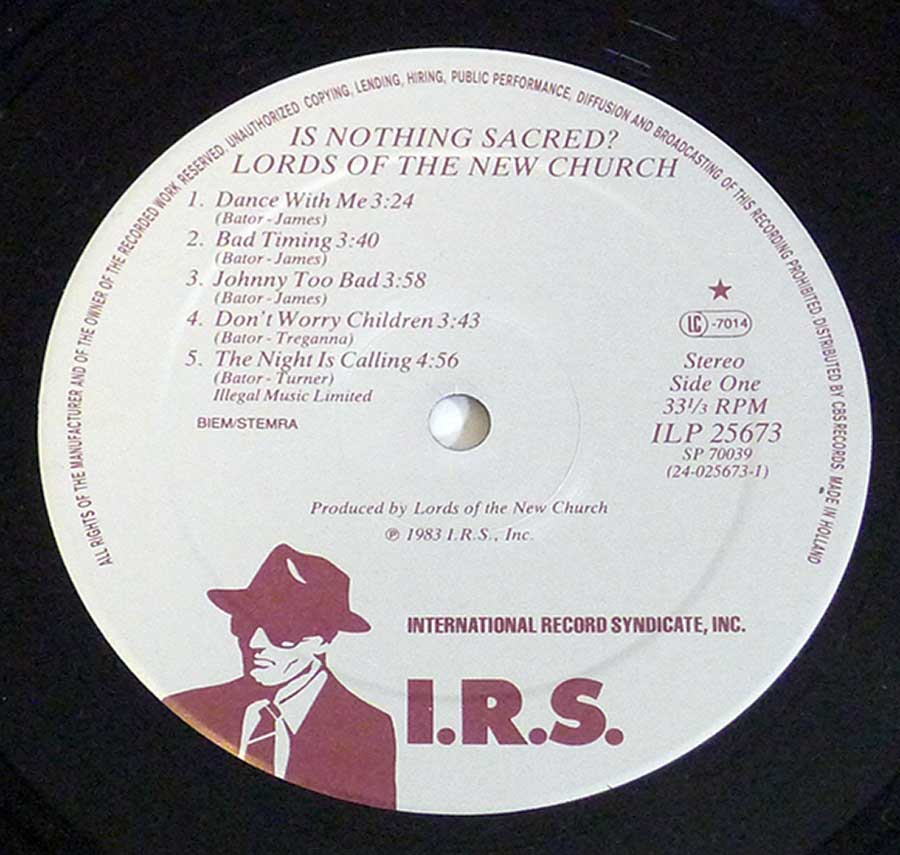 ALL RIGHTS OF THE MANUFACTURER AND OF THE OWNER OF THE RECORDED WORK RESERVED, UNAUTHORIZED COPYING, LENDING, HIRING, PUBLIC PERFORMANCE, DIFFUSION AND BROADCASTING OF THIS RECORDING PROHIBITED. DISTRIBUTED BY CBS RECORDS MADE IN HOLLAND
IS NOTHING SACRED?
LORDS OF THE NEW CHURCH
1. Dance With Me 3:24
(Bator - James)
2. Bad Timing 3:40
(Bator - James)
3. Johnny Too Bad 3:58
(Bator - James)
4. Don't Worry Children 3:43
(Bator - Treganna)
5. The Night Is Calling 4:56
(Bator - Turner)
Illegal Music Limited
BIEM/STEMRA
LC -7014
Stereo
Side One
33 1/3 RPM
ILP 25673
SP 70039
(24-025673-1)
Produced by Lords of the New Church
℗ 1983 I.R.S., Inc.
INTERNATIONAL RECORD SYNDICATE, INC.
I.R.S.